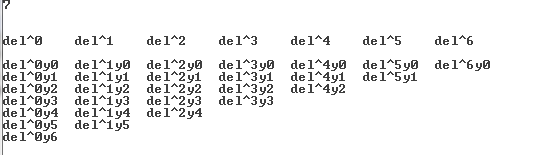 7
del^0 del^1 del^2 del^3 del^4 del^5 del^6
del^0y0 del^1y0 del^2y0 del^3y0 del^4y0 del^5y0 del^6y0
del^0y1 del^1y1 del^2y1 del^3y1 del^4y1 del^5y1
del^0y2 del^1y2 del^2y2 del^3y2 del^4y2
del^0y3 del^1y3 del^2y3 del^3y3
del^0y4 del^1y4 del^2y4
del^0y5 del^1y5
del^0y6